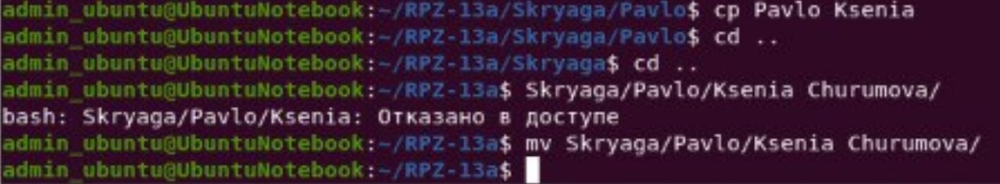 admin_ubuntu@UbuntuNotebook:~/RPZ-13a/Skryaga/Pavlo$ cp Pavlo Ksenia
admin_ubuntu@UbuntuNotebook:~/RPZ-13a/Skryaga/Pavlo$ cd ..
admin_ubuntu@UbuntuNotebook:~/RPZ-13a/Skryaga$ cd ..
admin_ubuntu@UbuntuNotebook:~/RPZ-13a$ Skryaga/Pavlo/Ksenia Churumova/
bash: Skryaga/Pavlo/Ksenia: Отказано в доступе
admin_ubuntu@UbuntuNotebook:~/RPZ-13a$ mv Skryaga/Pavlo/Ksenia Churumova/
admin_ubuntu@UbuntuNotebook:~/RPZ-13a$